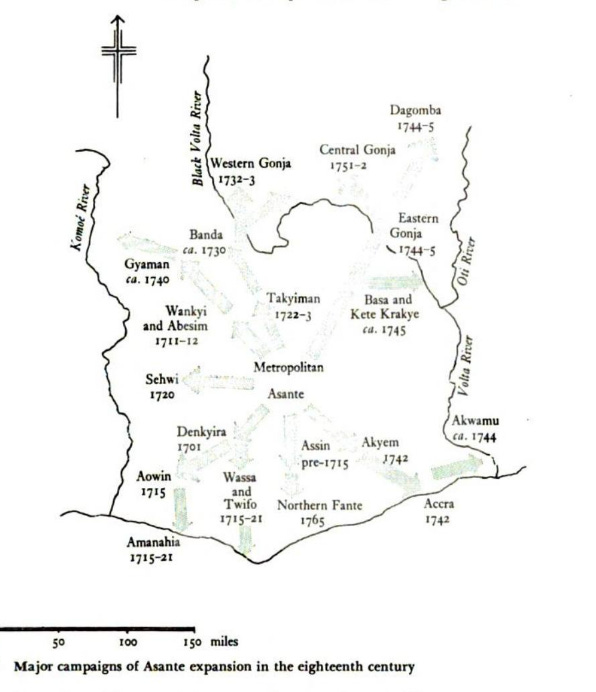 Dagomba
1744-5
Black Volta River
Western Gonja
1732-3
Central Gonja
1751-2
Komoé River
Banda
ca. 1730
Eastern
Gonja
1744-5
Oti River
Gyaman
ca. 1740
Takyiman
1722-3
Basa and
Kete Krakye
ca. 1745
Wankyi
and Abesim
1711-12
Volta River
Metropolitan
Asante
Sehwi
1720
Denkyira
1701
Assin
pre-1715
Akyem
1742
Akwamu
ca. 1744
Aowin
1715
Wassa
and
Twifo
1715-21
Northern Fante
1765
Accra
1742
Amanahia
1715-21
50 100 150 miles
Major campaigns of Asante expansion in the eighteenth century